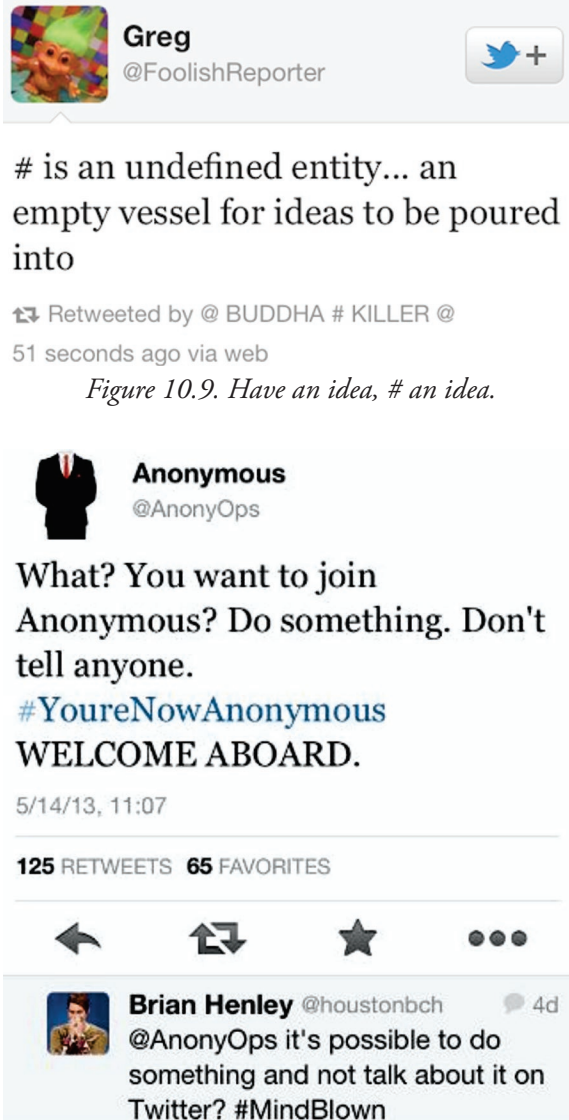 Greg
@FoolishReporter
+
# is an undefined entity... an
empty vessel for ideas to be poured
into
Retweeted by @ BUDDHA # KILLER @
51 seconds ago via web
Figure 10.9. Have an idea, # an idea.
Anonymous
@AnonyOps
What? You want to join
Anonymous? Do something. Don't
tell anyone.
#YoureNowAnonymous
WELCOME ABOARD.
5/14/13, 11:07
125 RETWEETS 65 FAVORITES
Brian Henley @houstonbch 4d
@AnonyOps it's possible to do
something and not talk about it on
Twitter? #MindBlown